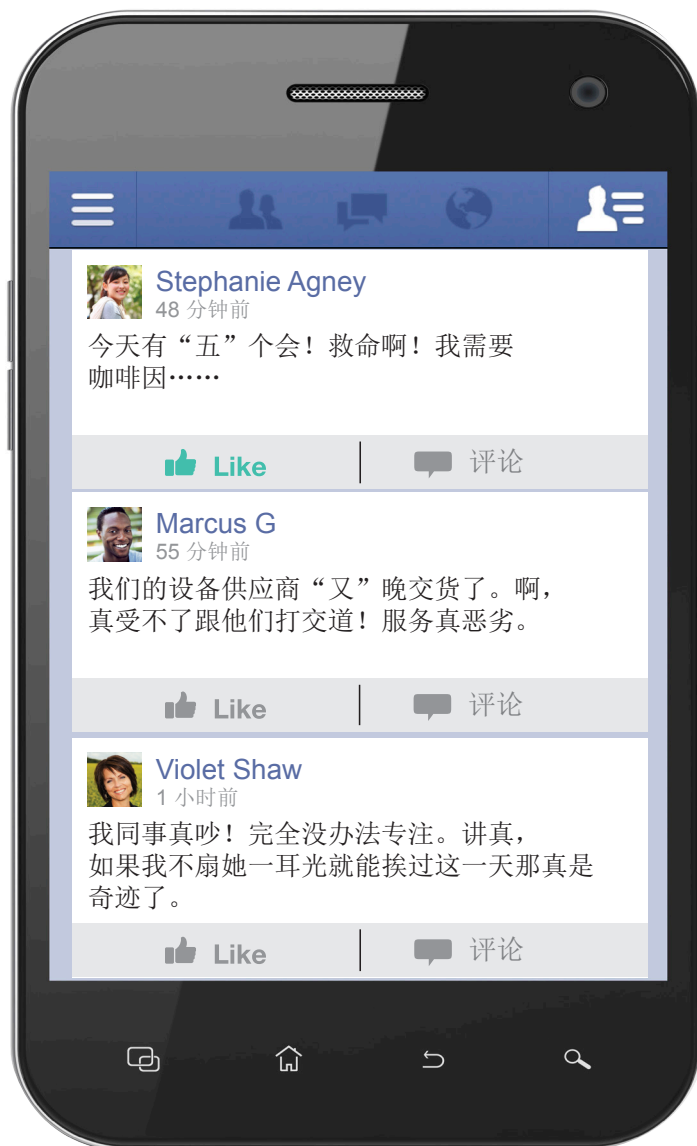 Stephanie Agney
48 分钟前
今天有“五”个会！救命啊！我需要
咖啡因……
Like
评论
Marcus G
55 分钟前
我们的设备供应商“又”晚交货了。啊，
真受不了跟他们打交道！服务真恶劣。
Like
评论
Violet Shaw
1 小时前
我同事真吵！完全没办法专注。讲真，
如果我不扇她一耳光就能挨过这一天那真是
奇迹了。
Like
评论